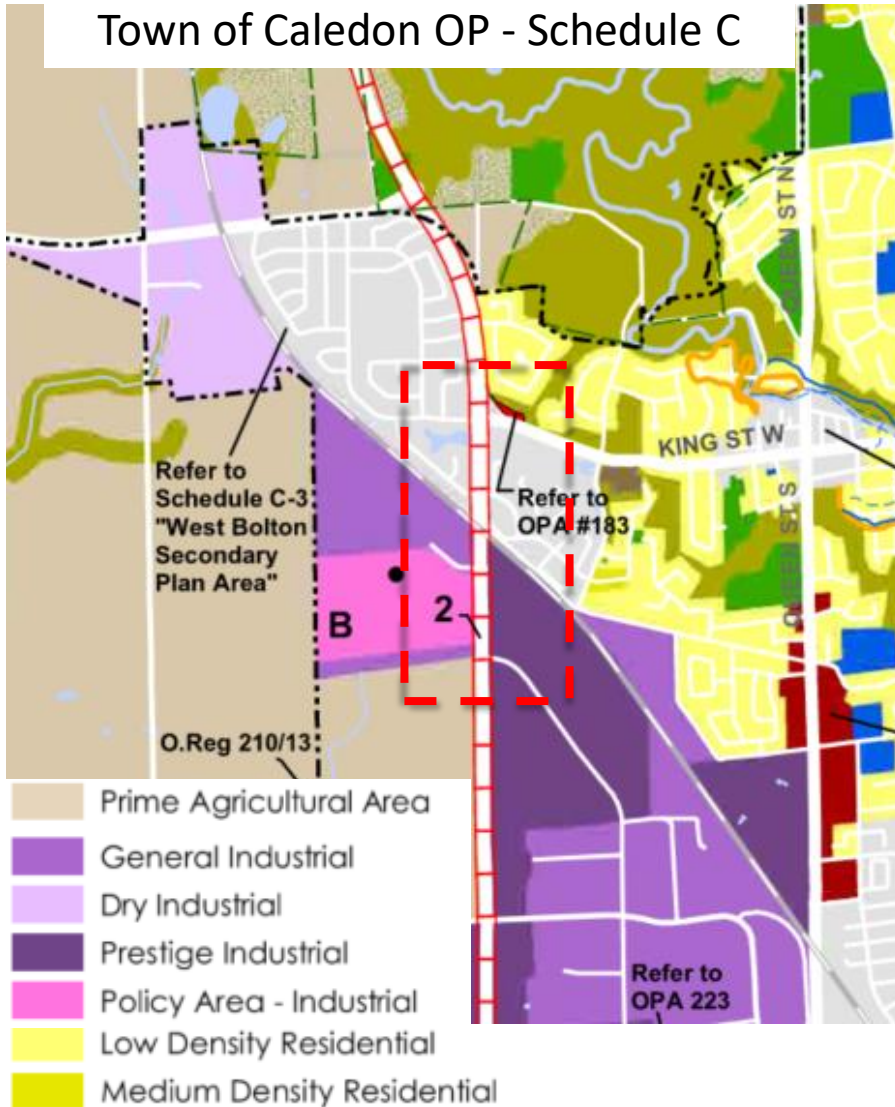 Town of Caledon OP - Schedule C
QUEEN ST N
KING ST W
Refer to
Schedule C-3
"West Bolton
Secondary
Plan Area"
Refer to
OPA #183
QUEEN ST S
B
2
O.Reg 210/13
Refer to
OPA 223
Prime Agricultural Area
General Industrial
Dry Industrial
Prestige Industrial
Policy Area - Industrial
Low Density Residential
Medium Density Residential